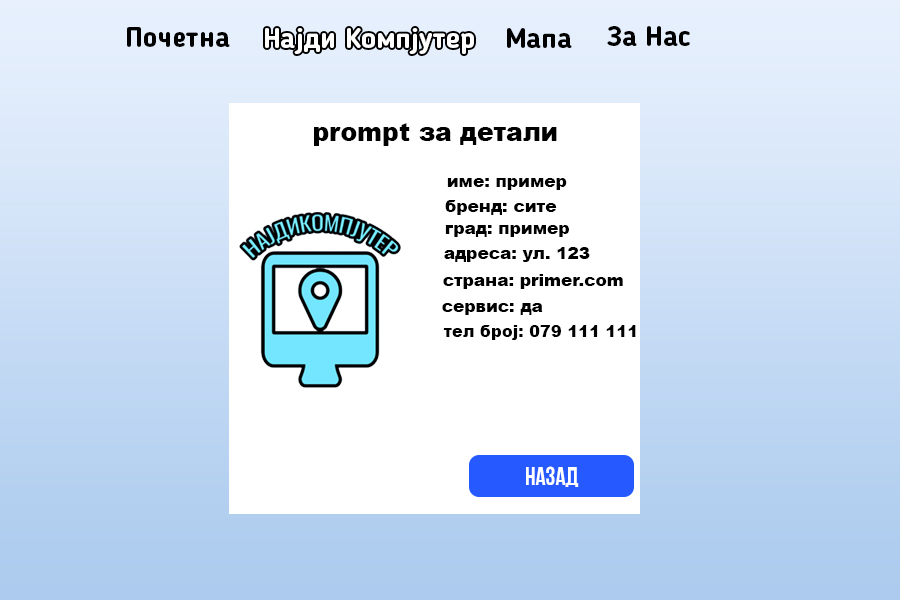 Почетна Најди Компјутер Мапа За Нас
prompt за детали
име: пример
бренд: сите
град: пример
адреса: ул. 123
страна: primer.com
сервис: да
тел број: 079 111 111
НАЈДИКОМПЈУТЕР
НАЗАД